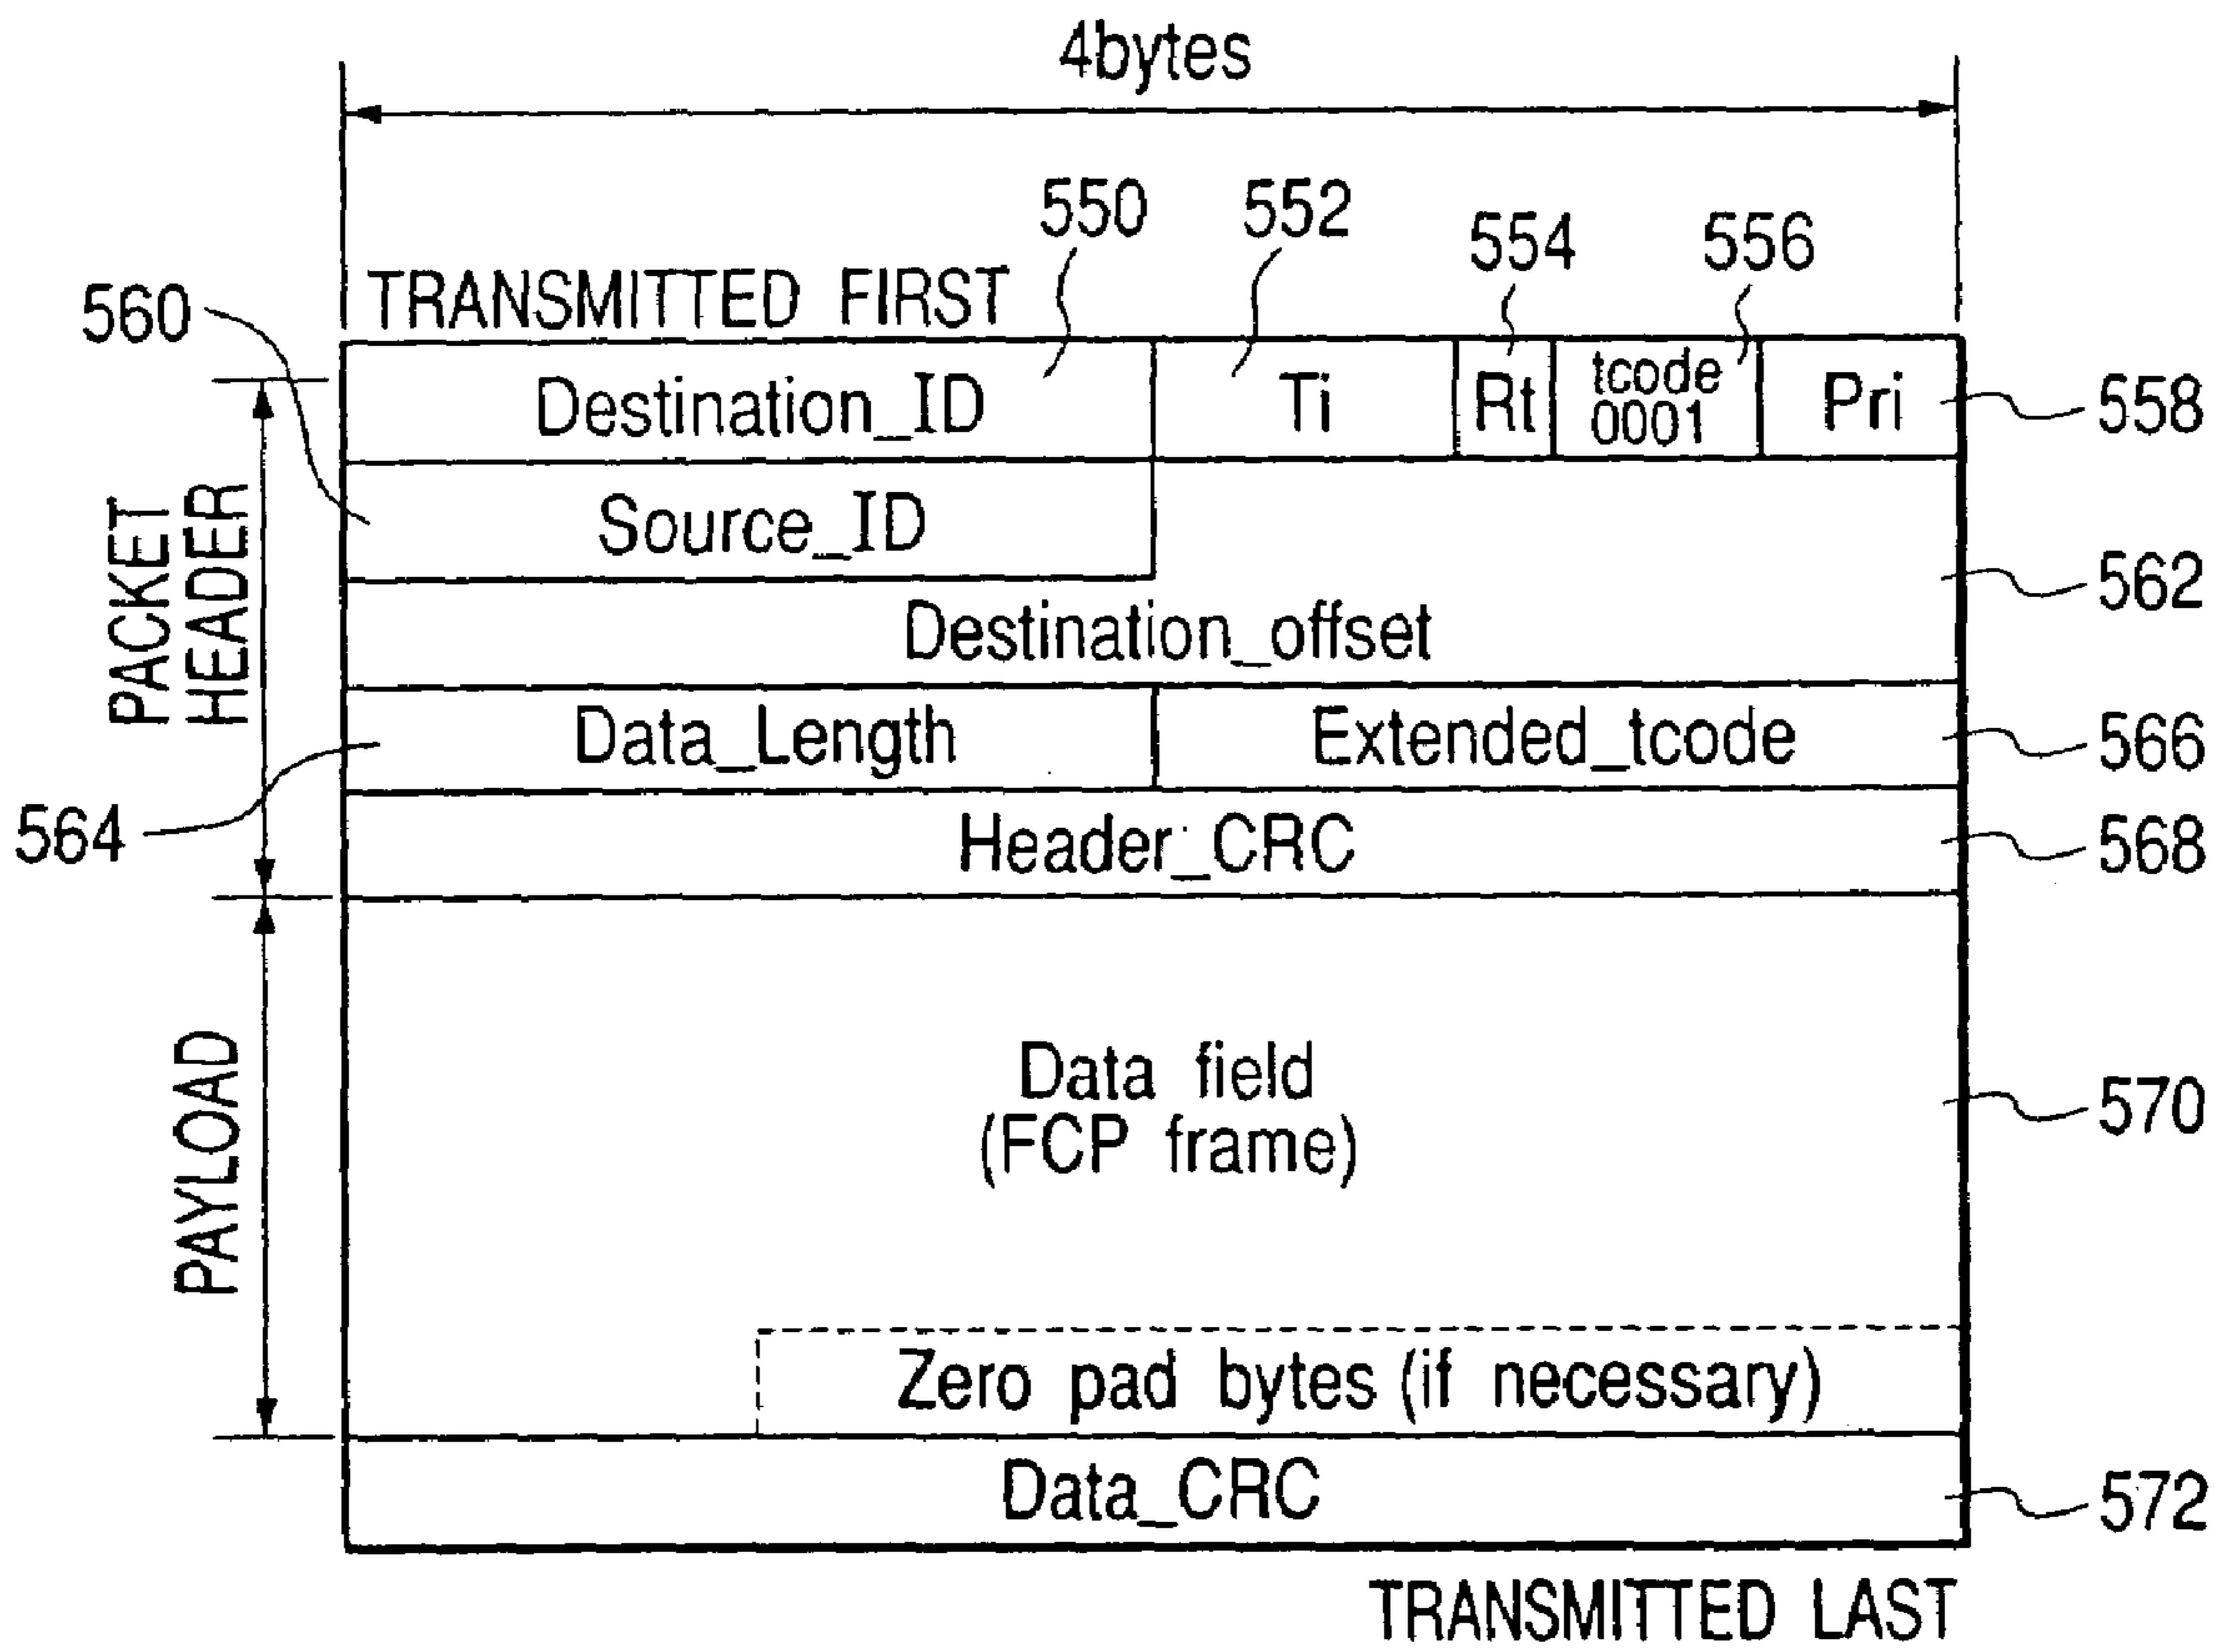 4bytes
550
552
554
556
560
TRANSMITTED FIRST
Destination_ID
Ti
Rt
tcode
0001
Pri
558
PACKET
HEADER
Source_ID
562
Destination_offset
Data_Length
Extended_tcode
566
564
Header_CRC
568
PAYLOAD
Data field
(FCP frame)
570
Zero pad bytes (if necessary)
Data_CRC
572
TRANSMITTED LAST